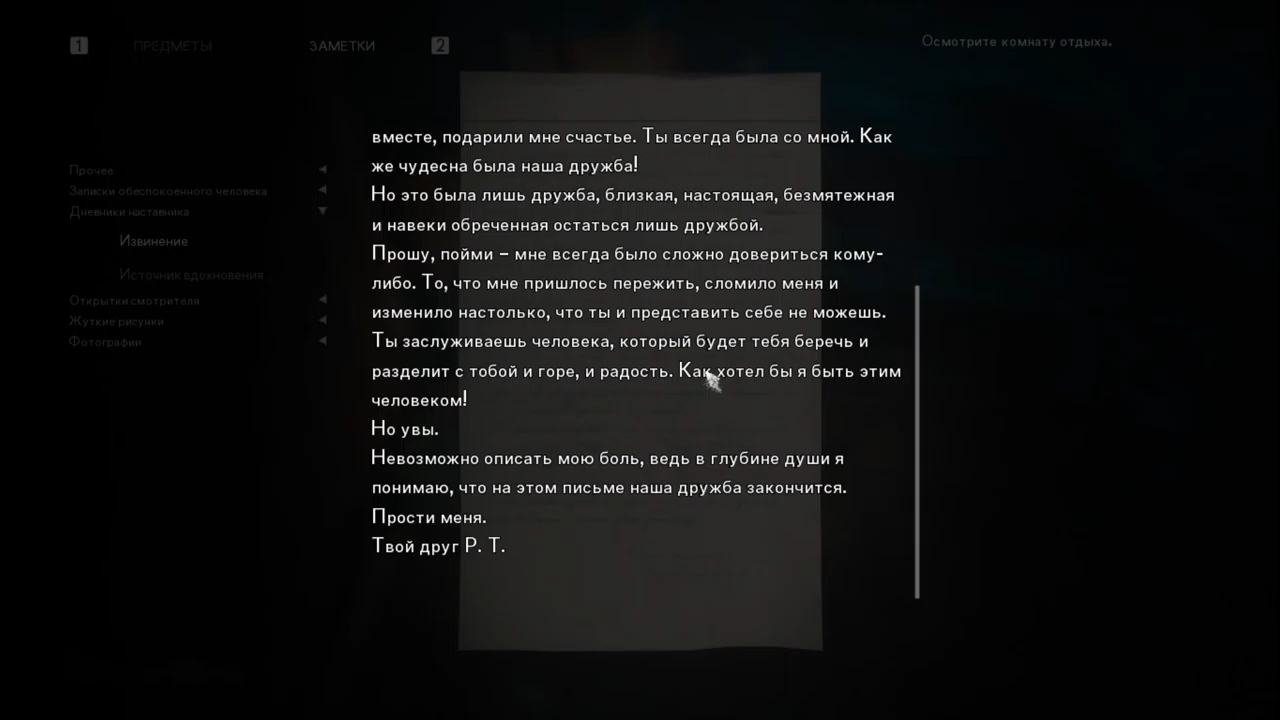 1 ПРЕДМЕТЫ ЗАМЕТКИ 2
Осмотрите комнату отдыха.
Прочее
Записки обеспокоенного человека
Дневники наставника
Извинение
Источник вдохновения
Открытки смотрителя
Жуткие рисунки
Фотографии
вместе, подарили мне счастье. Ты всегда была со мной. Как
же чудесна была наша дружба!
Но это была лишь дружба, близкая, настоящая, безмятежная
и навеки обреченная остаться лишь дружбой.
Прошу, пойми – мне всегда было сложно довериться кому-
либо. То, что мне пришлось пережить, сломило меня и
изменило настолько, что ты и представить себе не можешь.
Ты заслуживаешь человека, который будет тебя беречь и
разделит с тобой и горе, и радость. Как хотел бы я быть этим
человеком!
Но увы.
Невозможно описать мою боль, ведь в глубине души я
понимаю, что на этом письме наша дружба закончится.
Прости меня.
Твой друг Р. Т.